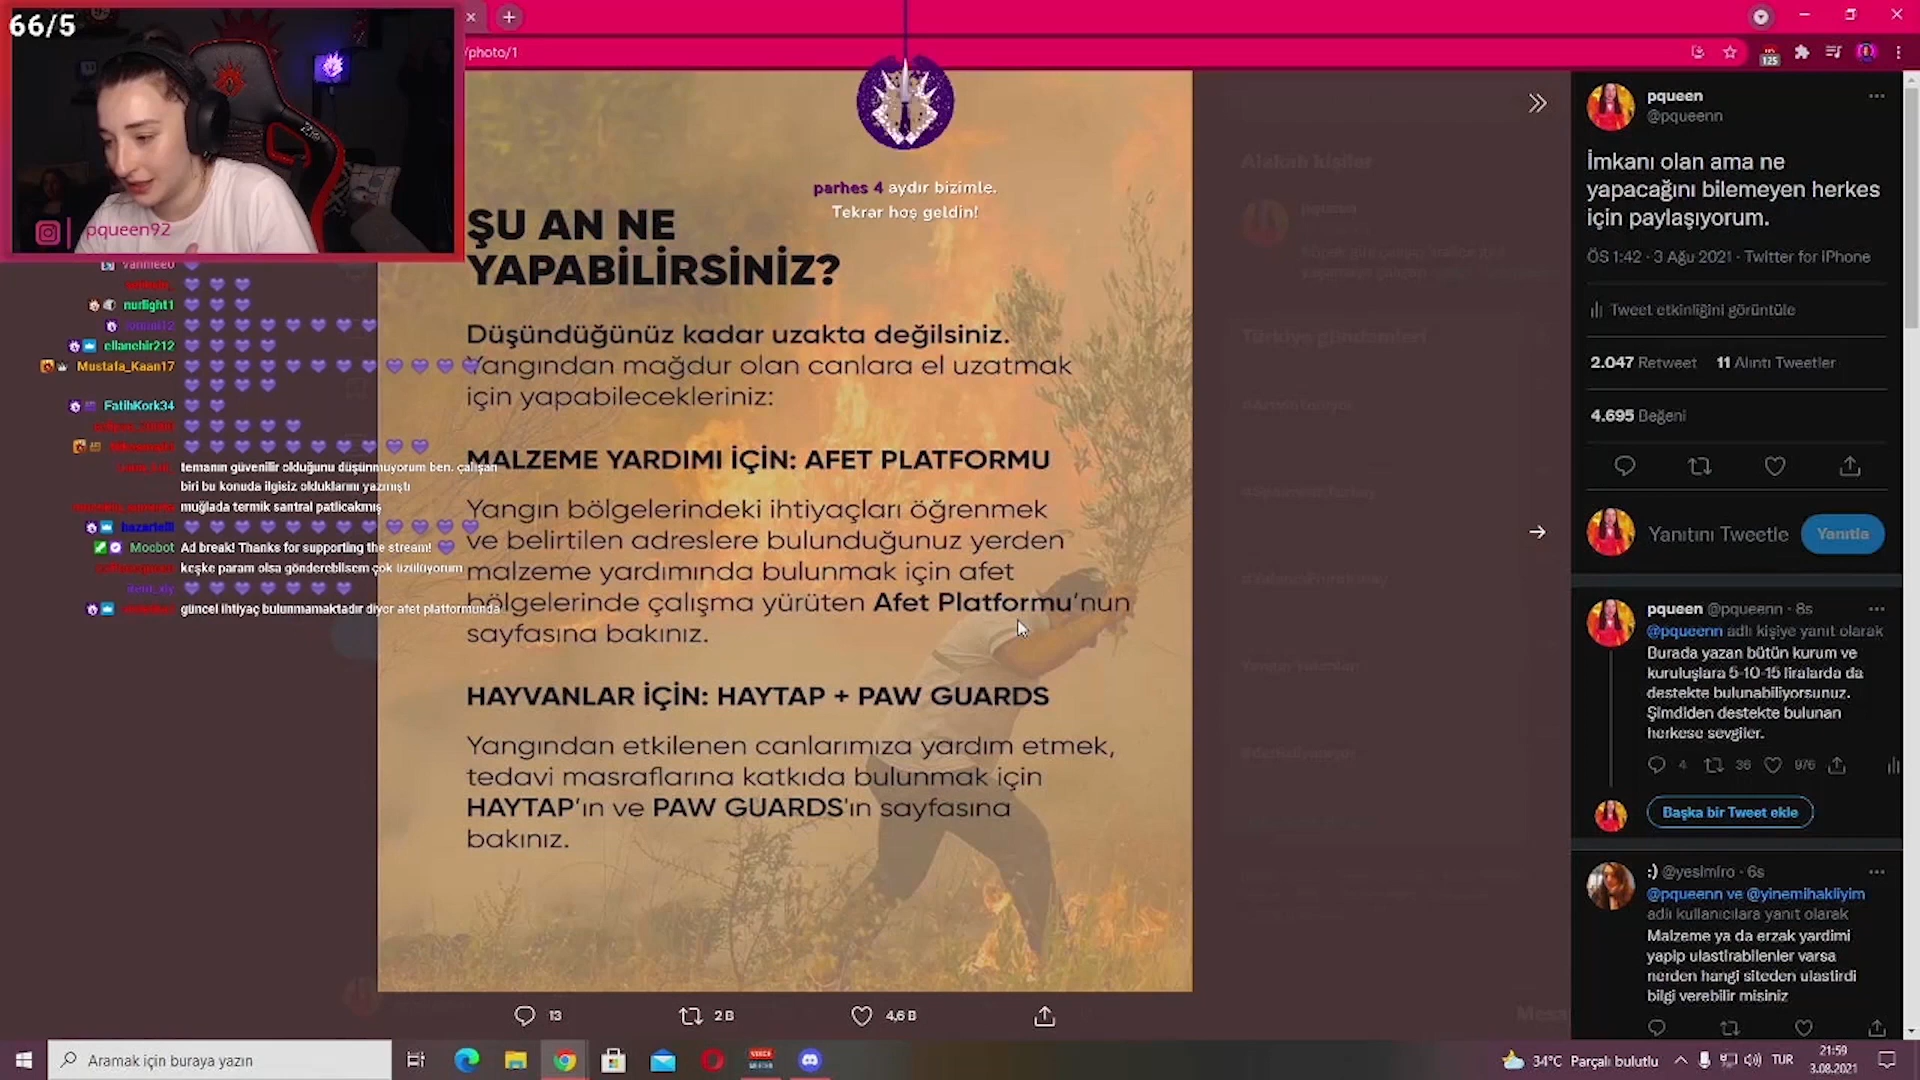 66/5
/photo/1
125
pqueen92
parhes 4 aydır bizimle.
Tekrar hoş geldin!
nurlight1
ellanehir212
Mustafa_Kaan17
FatihKork34
temanın güvenilir olduğunu düşünmüyorum ben. çalışan
biri bu konuda ilgisiz olduklarını yazmıştı
muğlada termik santral patlicakmış
hazartelli
Mocbot Ad break! Thanks for supporting the stream!
keşke param olsa gönderebilsem çok üzülüyorum
güncel ihtiyaç bulunmamaktadır diyor afet platformunda
ŞU AN NE
YAPABİLİRSİNİZ?
Düşündüğünüz kadar uzakta değilsiniz.
Yangından mağdur olan canlara el uzatmak
için yapabilecekleriniz:
MALZEME YARDIMI İÇİN: AFET PLATFORMU
Yangın bölgelerindeki ihtiyaçları öğrenmek
ve belirtilen adreslere bulunduğunuz yerden
malzeme yardımında bulunmak için afet
bölgelerinde çalışma yürüten Afet Platformu'nun
sayfasına bakınız.
HAYVANLAR İÇİN: HAYTAP + PAW GUARDS
Yangından etkilenen canlarımıza yardım etmek,
tedavi masraflarına katkıda bulunmak için
HAYTAP'ın ve PAW GUARDS'ın sayfasına
bakınız.
13
2 B
4,6 B
Alakalı kişiler
Türkiye gündemleri
pqueen
@pqueenn
İmkanı olan ama ne
yapacağını bilemeyen herkes
için paylaşıyorum.
ÖS 1:42 · 3 Ağu 2021 · Twitter for iPhone
Tweet etkinliğini görüntüle
2.047 Retweet 11 Alıntı Tweetler
4.695 Beğeni
Yanıtını Tweetle
Yanıtla
pqueen @pqueenn · 8s
@pqueenn adlı kişiye yanıt olarak
Burada yazan bütün kurum ve
kuruluşlara 5-10-15 liralarda da
destekte bulunabiliyorsunuz.
Şimdiden destekte bulunan
herkese sevgiler.
4 36 976
Başka bir Tweet ekle
:) @yesimiro · 6s
@pqueenn ve @yinemihakliyim
adlı kullanıcılara yanıt olarak
Malzeme ya da erzak yardimi
yapip ulastirabilenler varsa
nerden hangi siteden ulastirdi
bilgi verebilir misiniz
Mesa
Aramak için buraya yazın
34°C Parçalı bulutlu
TUR
21:59
3.08.2021